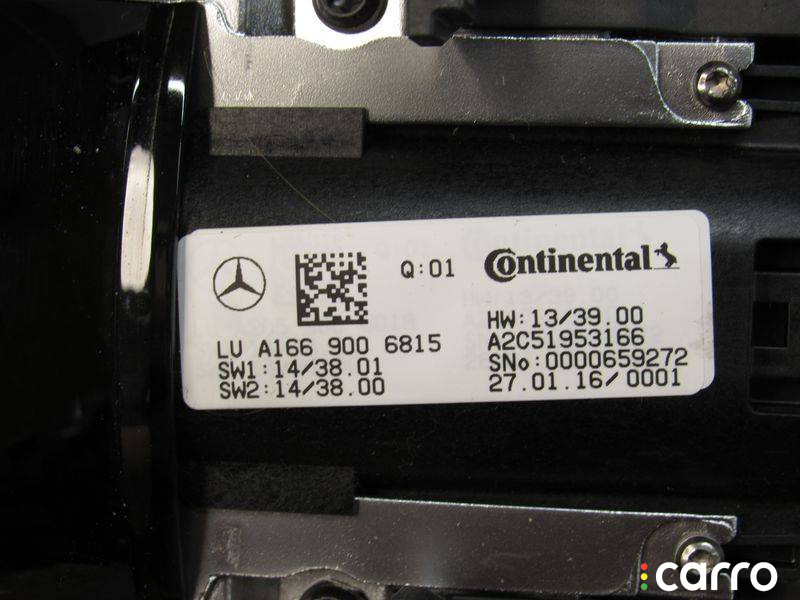 Q:01
Continental
LU A166 900 6815
SW1:14/38.01
SW2:14/38.00
HW:13/39.00
A2C51953166
SNo:0000659272
27.01.16/0001
carro